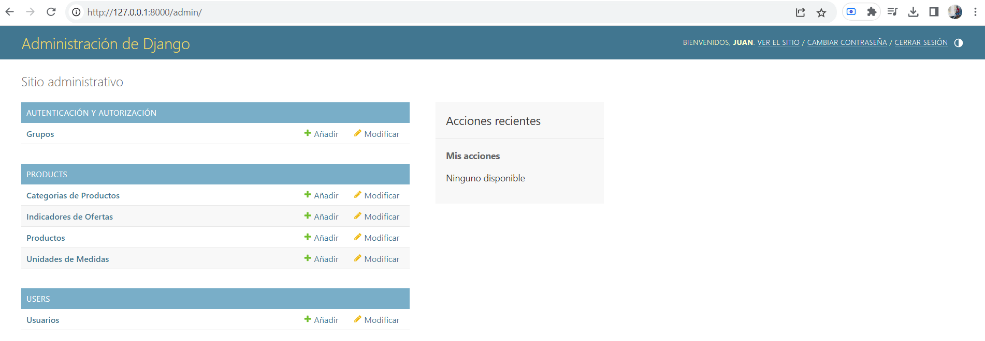 http://127.0.0.1:8000/admin/
Administración de Django
BIENVENIDOS, JUAN. VER EL SITIO / CAMBIAR CONTRASEÑA / CERRAR SESIÓN
Sitio administrativo
AUTENTICACIÓN Y AUTORIZACIÓN
Grupos Añadir Modificar
PRODUCTS
Categorias de Productos Añadir Modificar
Indicadores de Ofertas Añadir Modificar
Productos Añadir Modificar
Unidades de Medidas Añadir Modificar
USERS
Usuarios Añadir Modificar
Acciones recientes
Mis acciones
Ninguno disponible